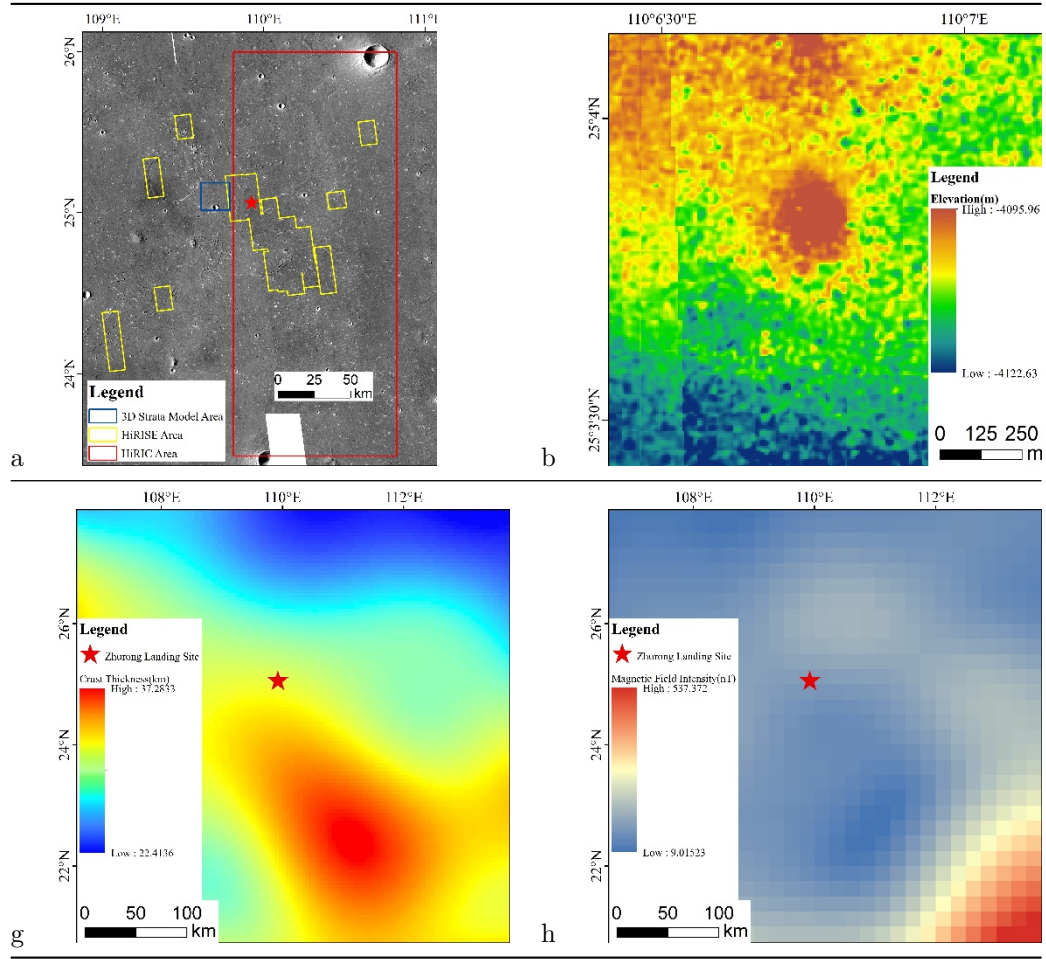 109°E 110°E 111°E
26°N
25°N
24°N
0 25 50
km
Legend
3D Strata Model Area
HiRISE Area
HiRIC Area
a
110°6'30"E 110°7'E
25°4'N
25°3'30"N
Legend
Elevation(m)
High : -4095.96
Low : -4122.63
0 125 250
m
b
108°E 110°E 112°E
26°N
24°N
22°N
Legend
Zhurong Landing Site
Crust Thickness(km)
High : 37.2833
Low : 22.4136
0 50 100
km
g
108°E 110°E 112°E
26°N
24°N
22°N
Legend
Zhurong Landing Site
Magnetic Field Intensity(nT)
High : 537.372
Low : 9.01523
0 50 100
km
h